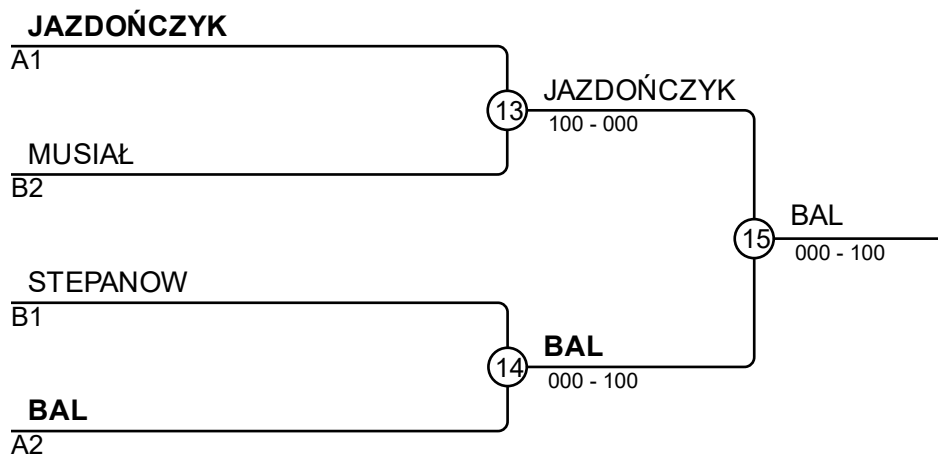 JAZDOŃCZYK
A1
13
JAZDOŃCZYK
100 - 000
MUSIAŁ
B2
15
BAL
000 - 100
STEPANOW
B1
14
BAL
000 - 100
BAL
A2